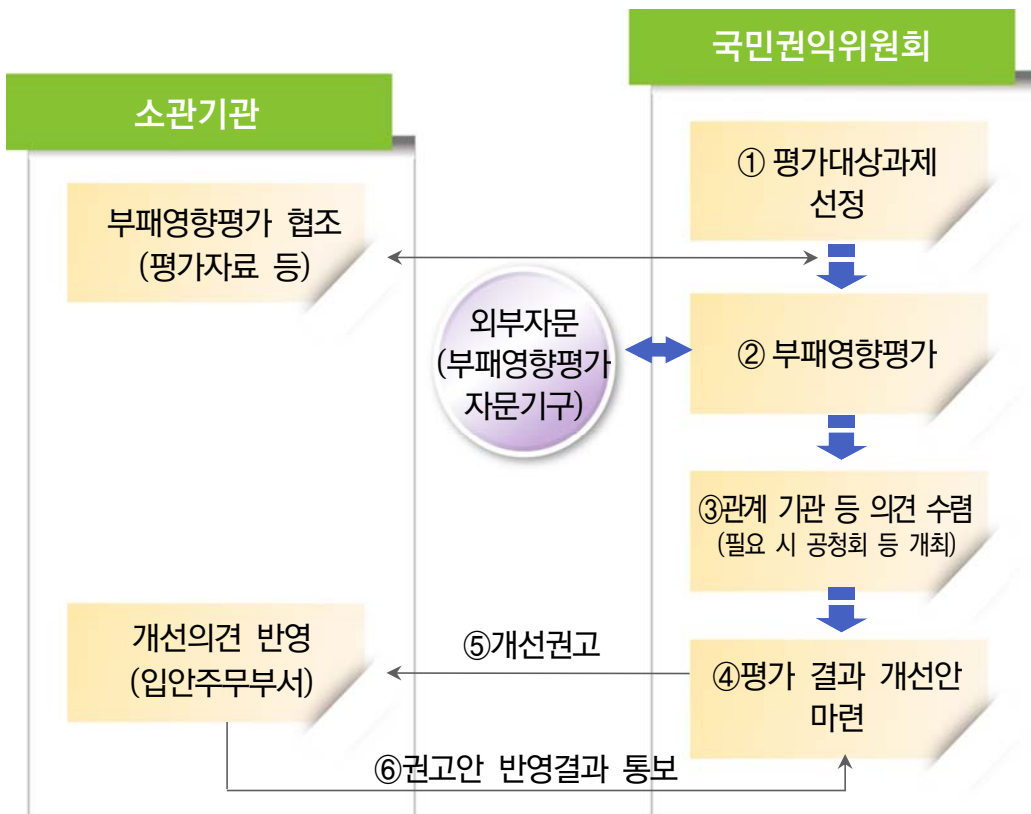 국민권익위원회
소관기관
① 평가대상과제
선정
부패영향평가 협조
(평가자료 등)
외부자문
(부패영향평가
자문기구)
② 부패영향평가
③관계 기관 등 의견 수렴
(필요 시 공청회 등 개최)
개선의견 반영
(입안주무부서)
⑤개선권고
④평가 결과 개선안
마련
⑥권고안 반영결과 통보